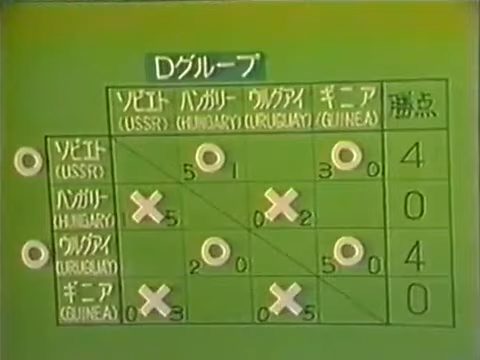 Dグループ
ソビエト ハンガリー ウルグアイ ギニア 勝点
(USSR) (HUNGARY) (URUGUAY) (GUINEA)
ソビエト 5 ○ 1 3 ○ 0 4
(USSR)
ハンガリー 1 × 5 0 × 2 0
(HUNGARY)
ウルグアイ 2 ○ 0 5 ○ 0 4
(URUGUAY)
ギニア 0 × 3 0 × 5 0
(GUINEA)